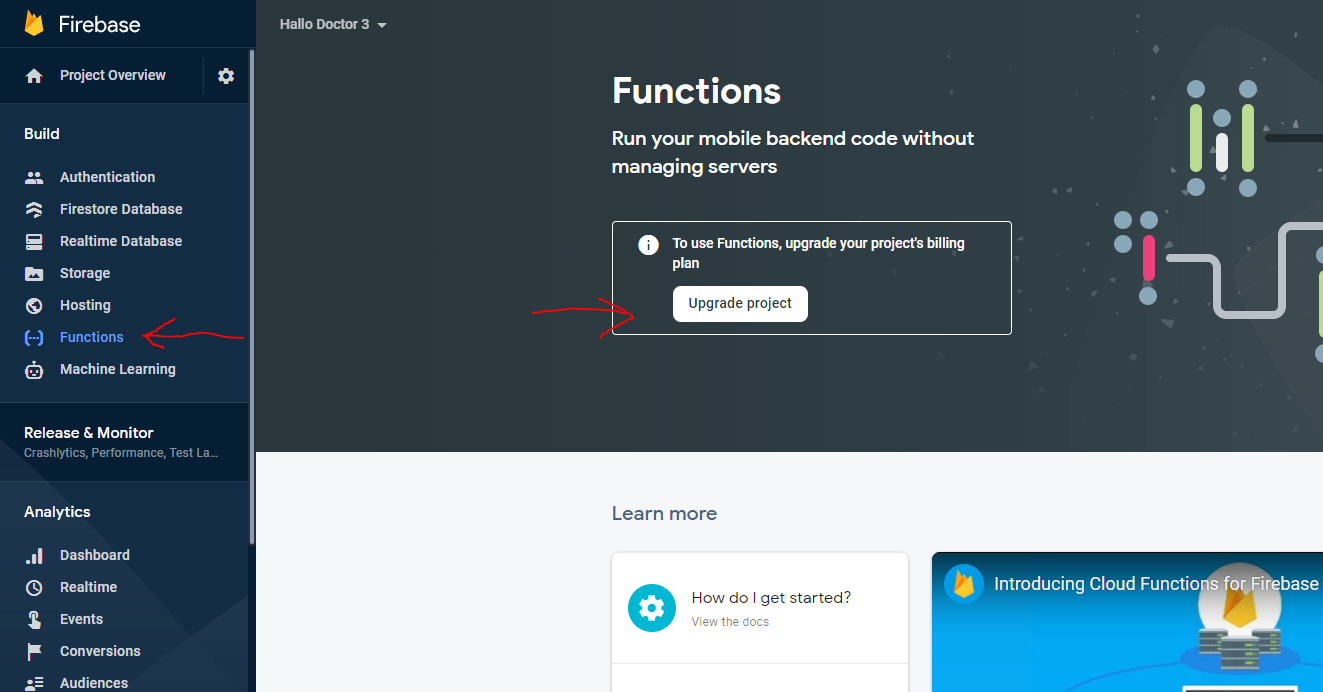 Firebase
Project Overview
Build
Authentication
Firestore Database
Realtime Database
Storage
Hosting
Functions
Machine Learning
Release & Monitor
Crashlytics, Performance, Test La...
Analytics
Dashboard
Realtime
Events
Conversions
Audiences
Hallo Doctor 3
Functions
Run your mobile backend code without
managing servers
To use Functions, upgrade your project's billing
plan
Upgrade project
Learn more
How do I get started?
View the docs
Introducing Cloud Functions for Firebase